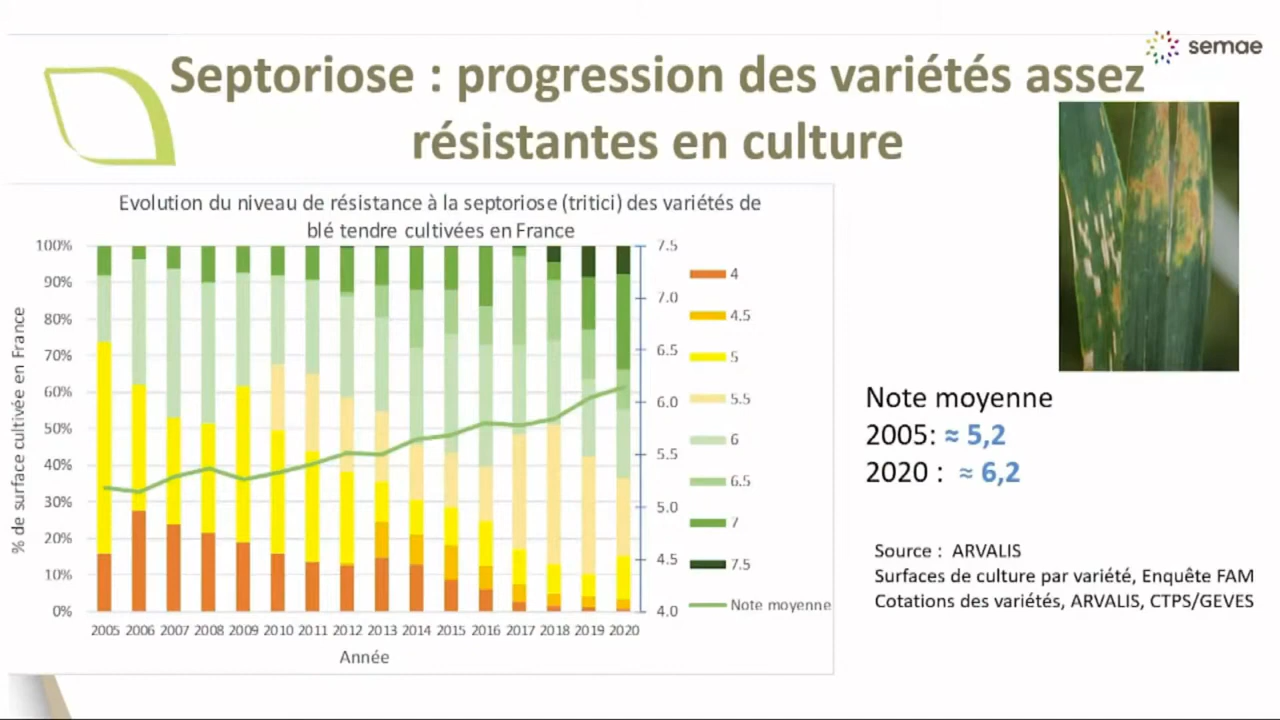 semae
Septoriose : progression des variétés assez
résistantes en culture
Evolution du niveau de résistance à la septoriose (tritici) des variétés de
blé tendre cultivées en France
% de surface cultivée en France
100%
90%
80%
70%
60%
50%
40%
30%
20%
10%
0%
7.5
7.0
6.5
6.0
5.5
5.0
4.5
4.0
2005 2006 2007 2008 2009 2010 2011 2012 2013 2014 2015 2016 2017 2018 2019 2020
Année
4
4.5
5
5.5
6
6.5
7
7.5
Note moyenne
Note moyenne
2005: ≈ 5,2
2020 : ≈ 6,2
Source : ARVALIS
Surfaces de culture par variété, Enquête FAM
Cotations des variétés, ARVALIS, CTPS/GEVES